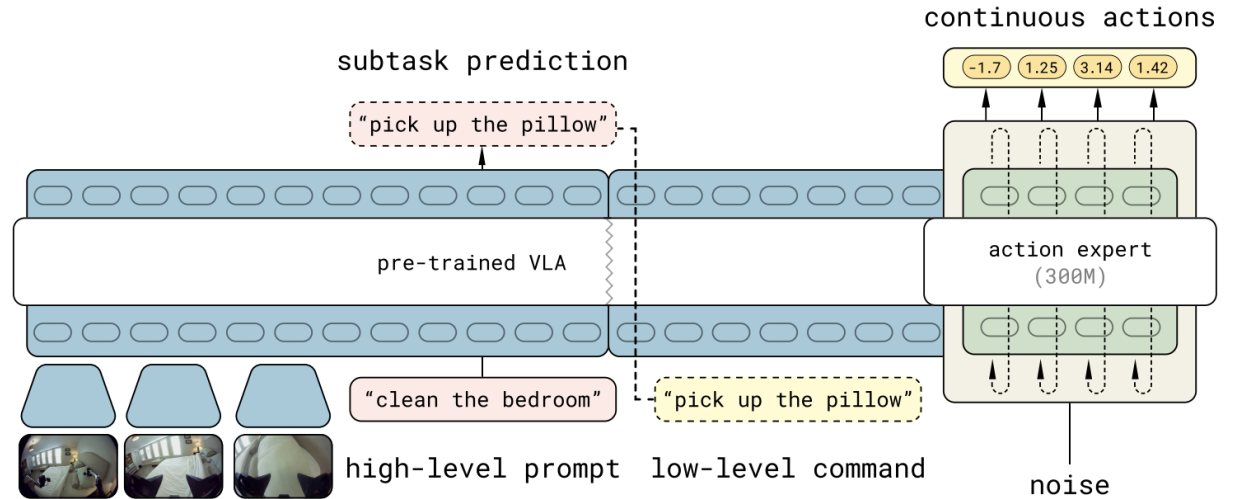 continuous actions
-1.7 1.25 3.14 1.42
subtask prediction
“pick up the pillow”
pre-trained VLA
action expert
(300M)
“clean the bedroom”
“pick up the pillow”
high-level prompt
low-level command
noise